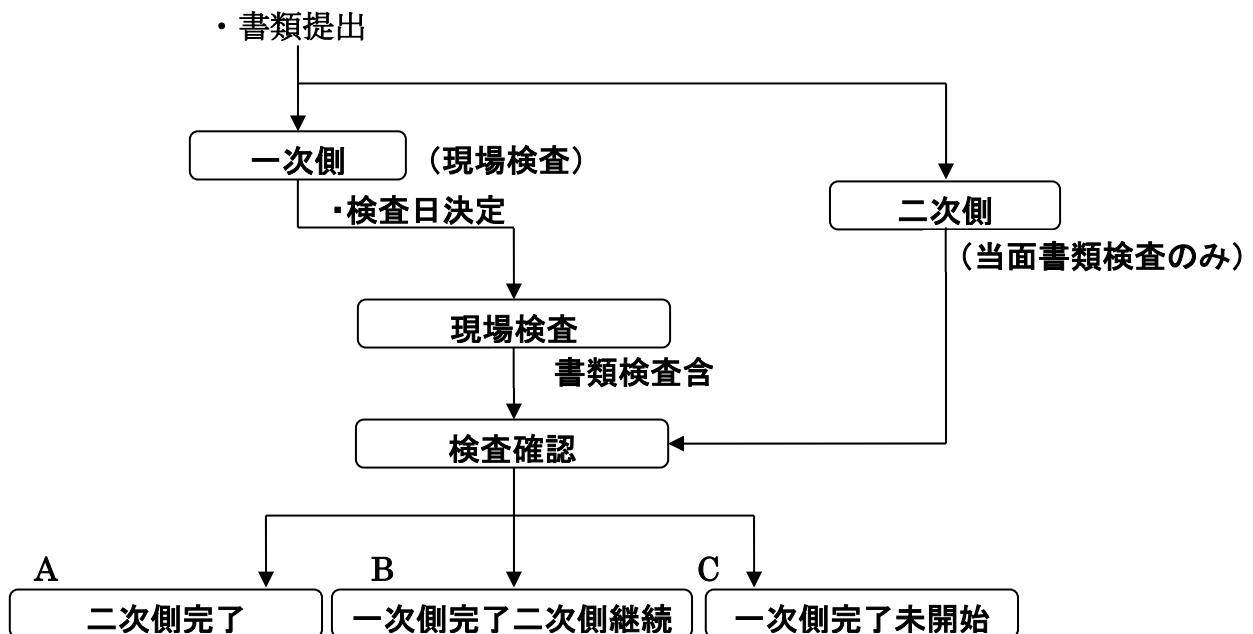 ・書類提出
一次側
（現場検査）
・検査日決定
二次側
（当面書類検査のみ）
現場検査
書類検査含
検査確認
A
B
C
二次側完了
一次側完了二次側継続
一次側完了未開始